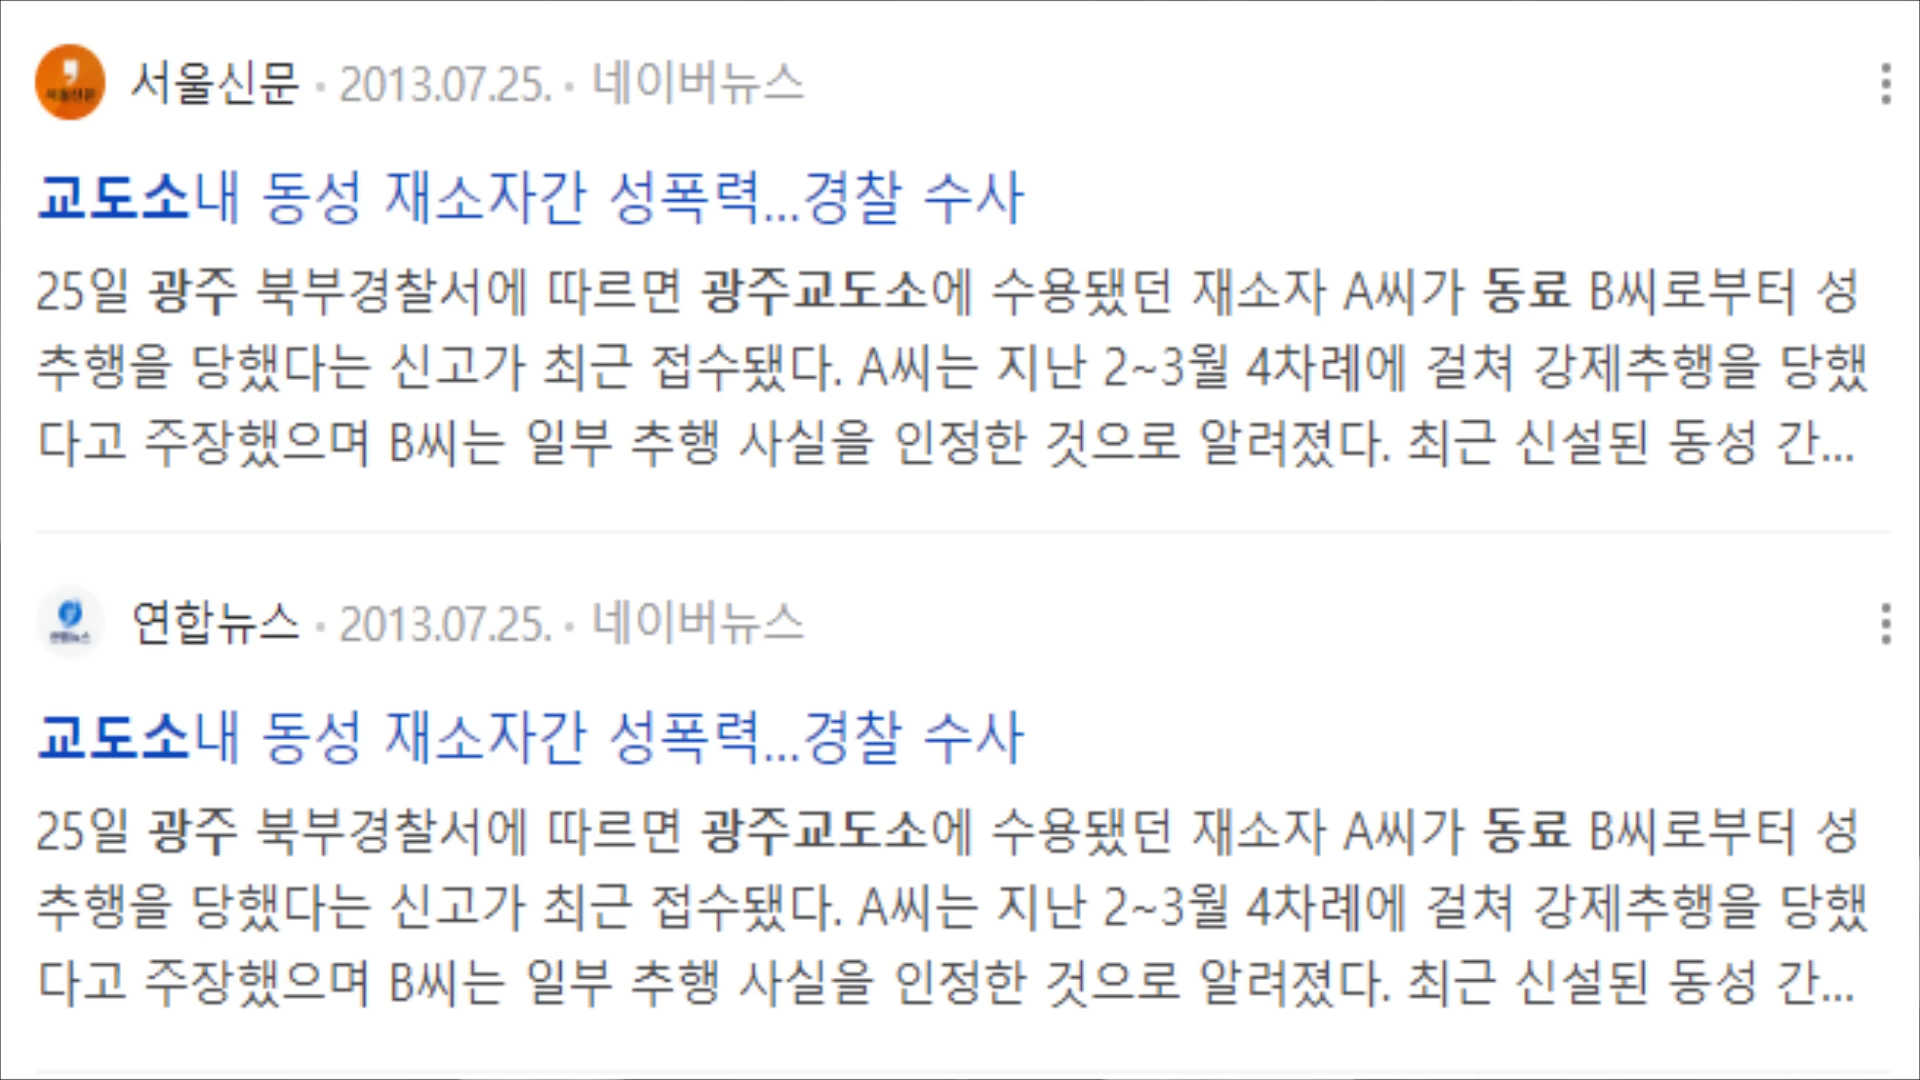 서울신문 · 2013.07.25. · 네이버뉴스
교도소내 동성 재소자간 성폭력...경찰 수사
25일 광주 북부경찰서에 따르면 광주교도소에 수용됐던 재소자 A씨가 동료 B씨로부터 성
추행을 당했다는 신고가 최근 접수됐다. A씨는 지난 2~3월 4차례에 걸쳐 강제추행을 당했
다고 주장했으며 B씨는 일부 추행 사실을 인정한 것으로 알려졌다. 최근 신설된 동성 간...
연합뉴스 · 2013.07.25. · 네이버뉴스
교도소내 동성 재소자간 성폭력...경찰 수사
25일 광주 북부경찰서에 따르면 광주교도소에 수용됐던 재소자 A씨가 동료 B씨로부터 성
추행을 당했다는 신고가 최근 접수됐다. A씨는 지난 2~3월 4차례에 걸쳐 강제추행을 당했
다고 주장했으며 B씨는 일부 추행 사실을 인정한 것으로 알려졌다. 최근 신설된 동성 간...